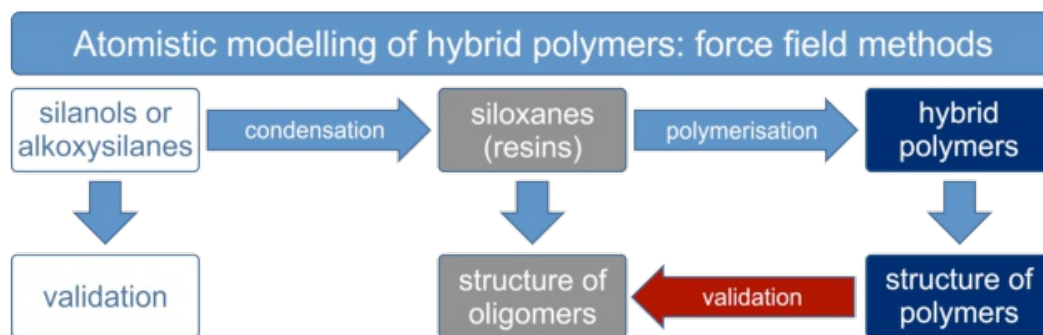 Atomistic modelling of hybrid polymers: force field methods
silanols or
alkoxysilanes
condensation
siloxanes
(resins)
polymerisation
hybrid
polymers
validation
structure of
oligomers
validation
structure of
polymers